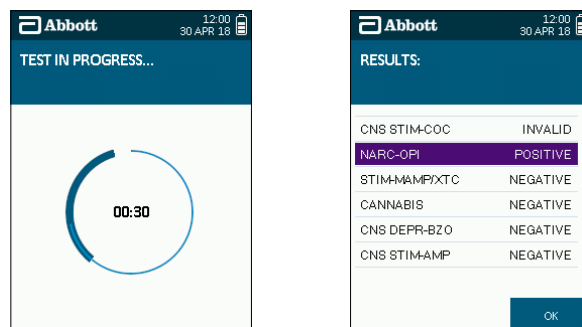 Abbott
12:00
30 APR 18
TEST IN PROGRESS...
00:30
Abbott
12:00
30 APR 18
RESULTS:
CNS STIM-COC INVALID
NARC-OPI POSITIVE
STIM-MAMP/XTC NEGATIVE
CANNABIS NEGATIVE
CNS DEPR-BZO NEGATIVE
CNS STIM-AMP NEGATIVE
OK